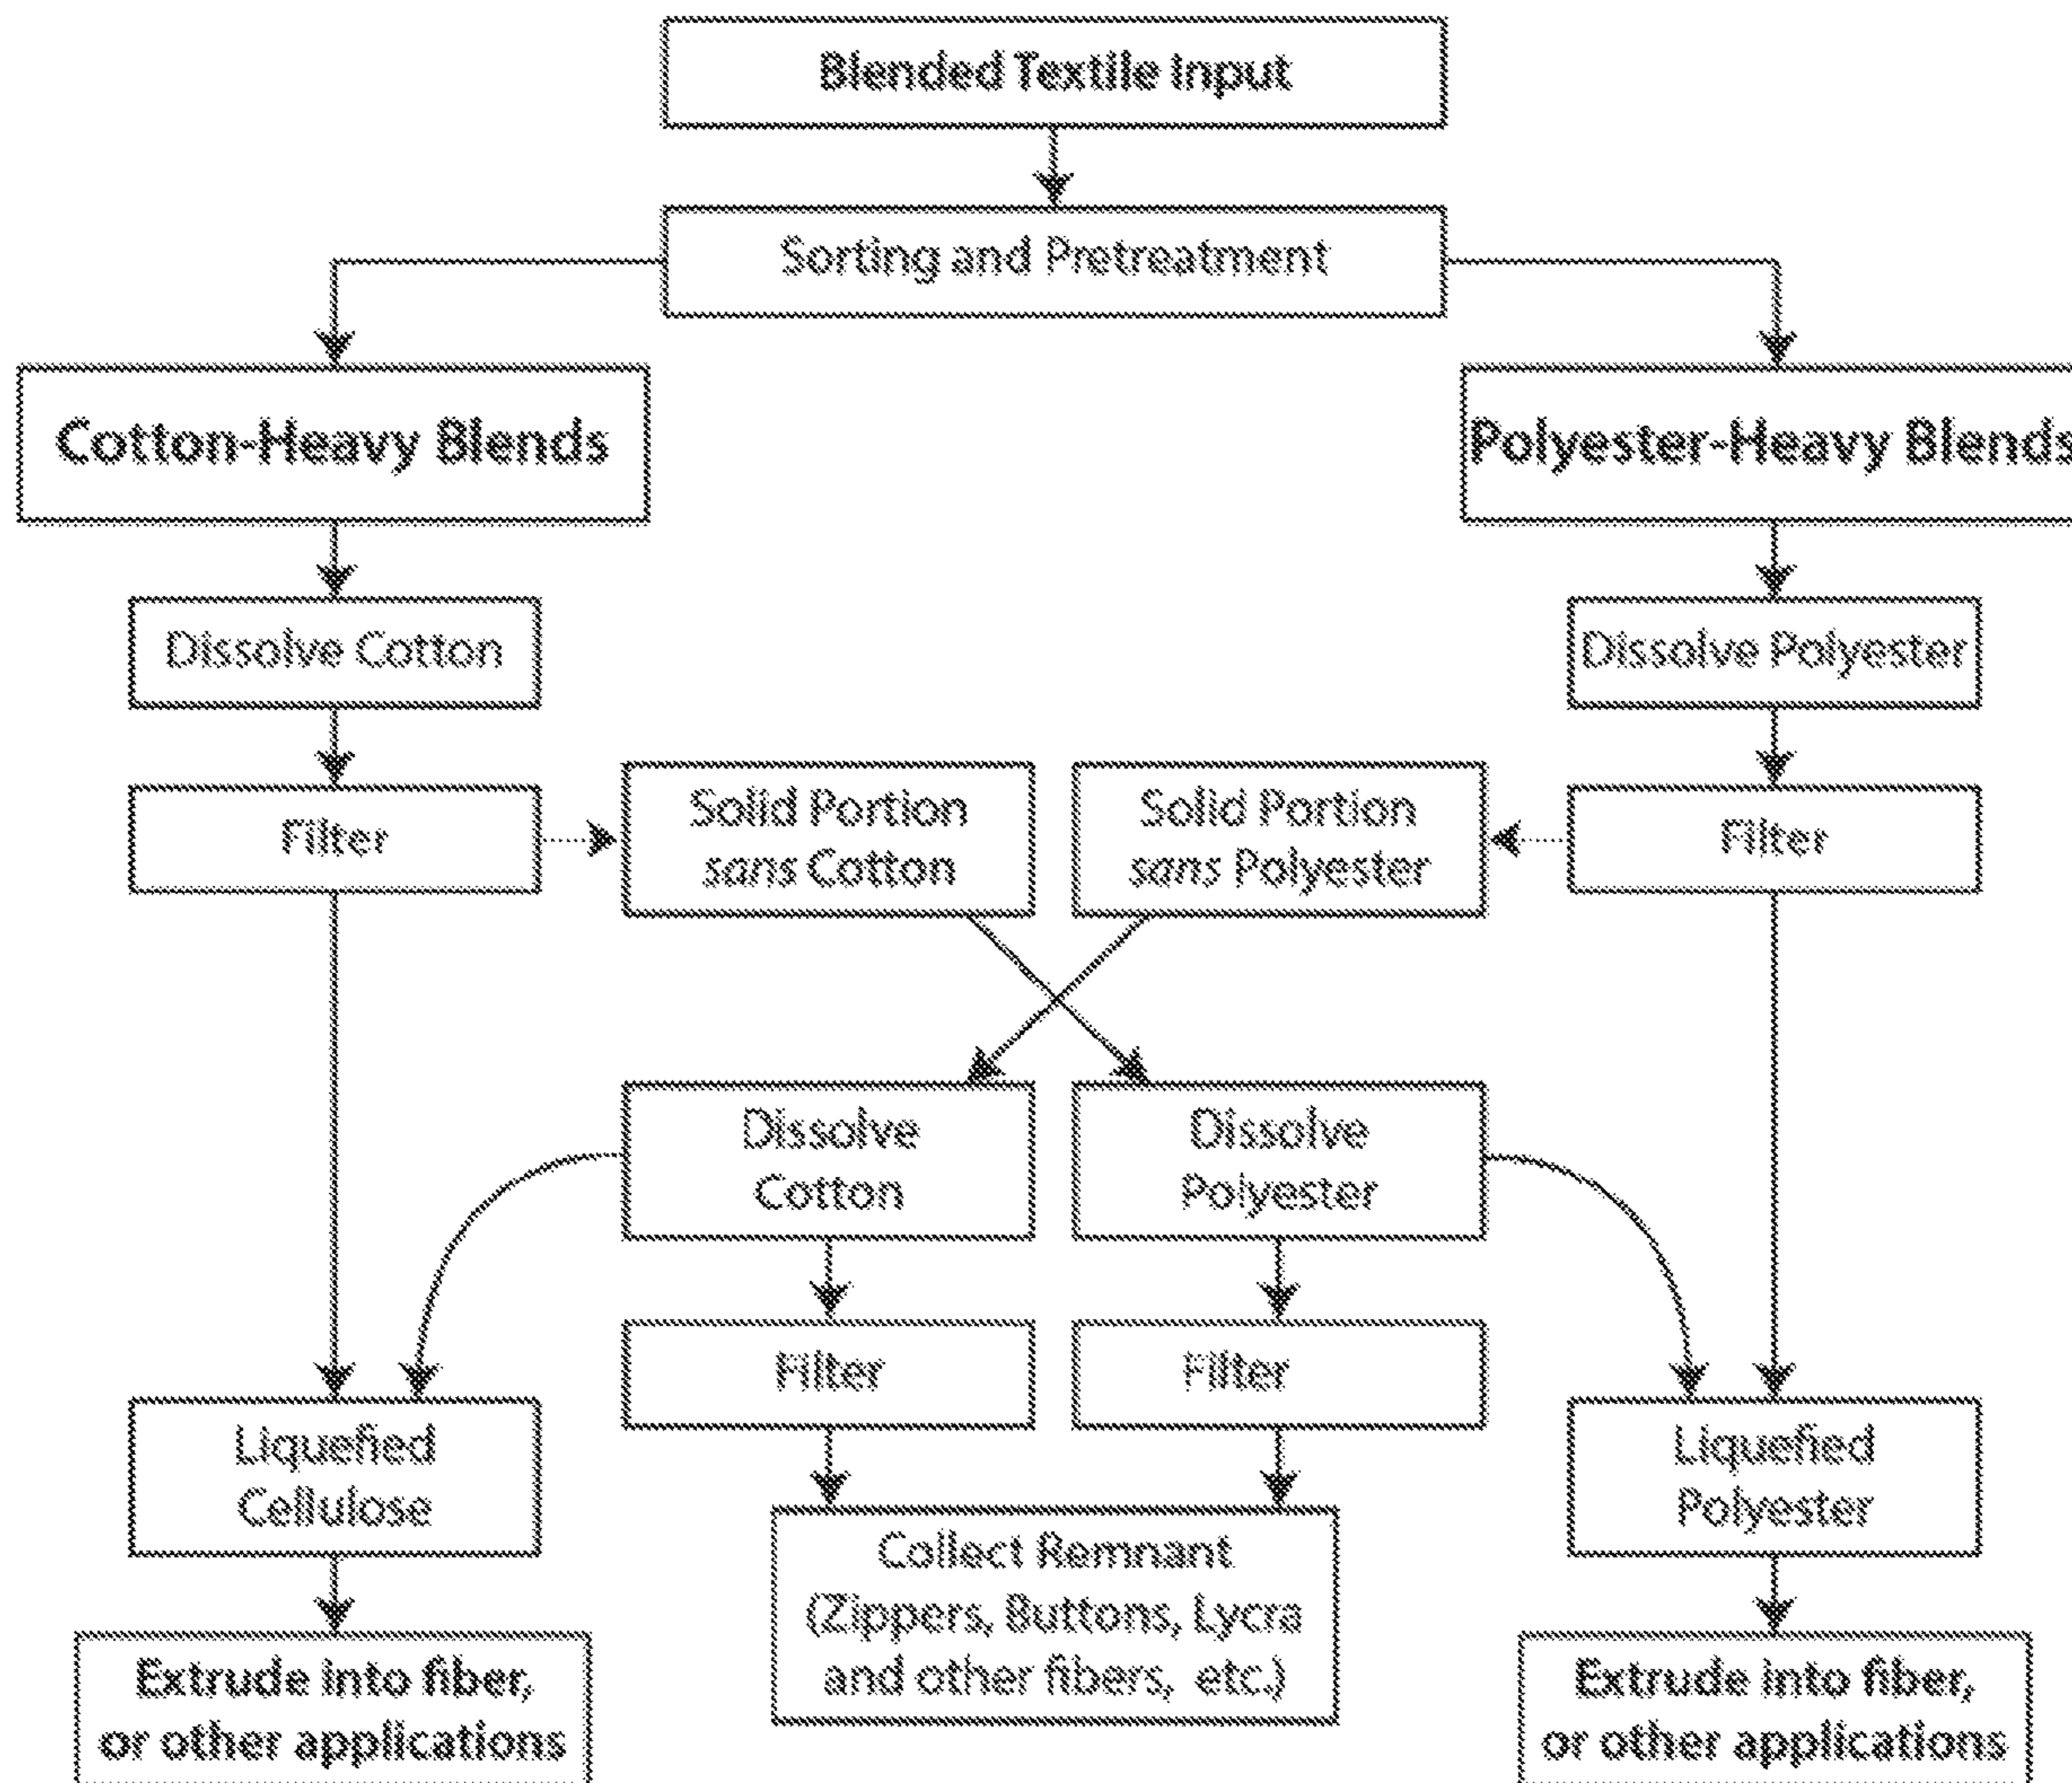 Blended Textile Input
Sorting and Pretreatment
Cotton-Heavy Blends
Polyester-Heavy Blends
Dissolve Cotton
Dissolve Polyester
Filter
Solid Portion
sans Cotton
Solid Portion
sans Polyester
Filter
Dissolve
Cotton
Dissolve
Polyester
Filter
Filter
Liquefied
Cellulose
Liquefied
Polyester
Collect Remnant
(Zippers, Buttons, Lycra
and other fibers, etc.)
Extrude into fiber,
or other applications
Extrude into fiber,
or other applications